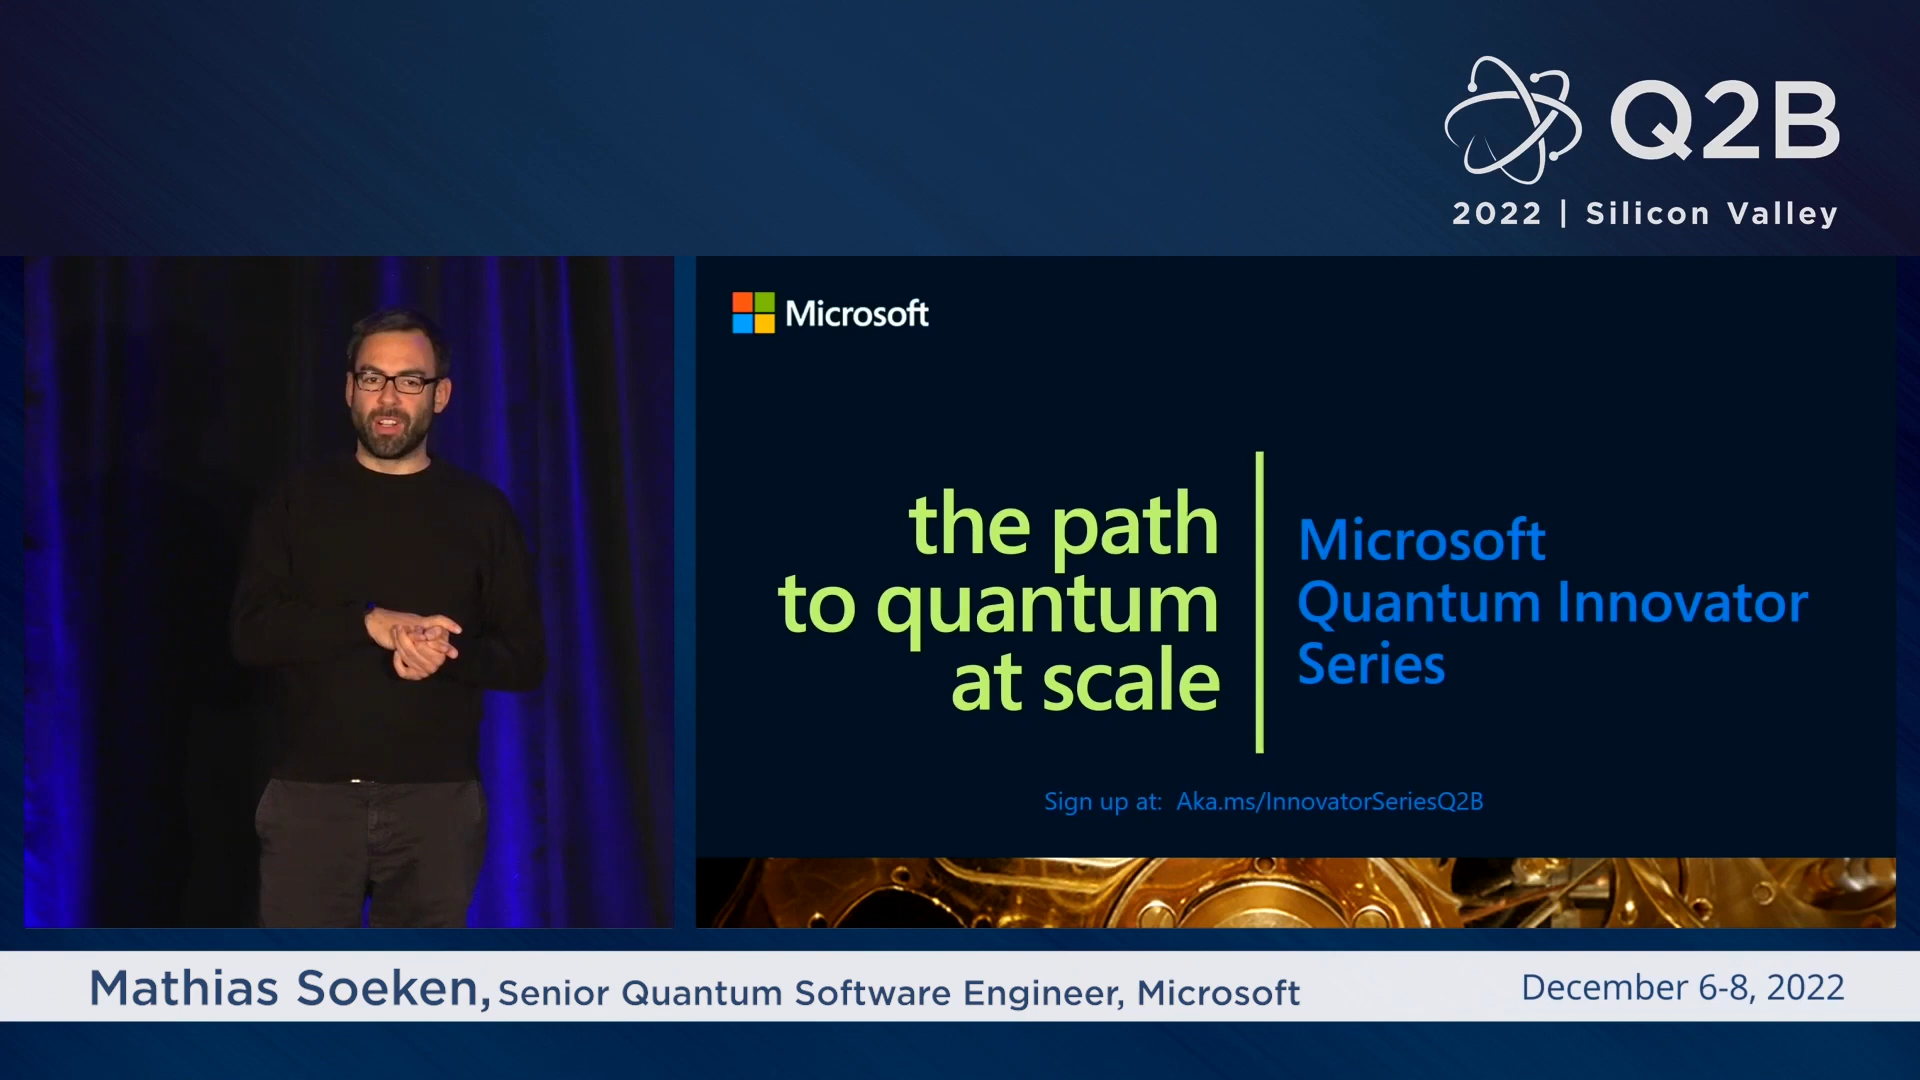 Q2B
2022 | Silicon Valley
Microsoft
the path
to quantum
at scale
Microsoft
Quantum Innovator
Series
Sign up at: Aka.ms/InnovatorSeriesQ2B
Mathias Soeken, Senior Quantum Software Engineer, Microsoft
December 6-8, 2022